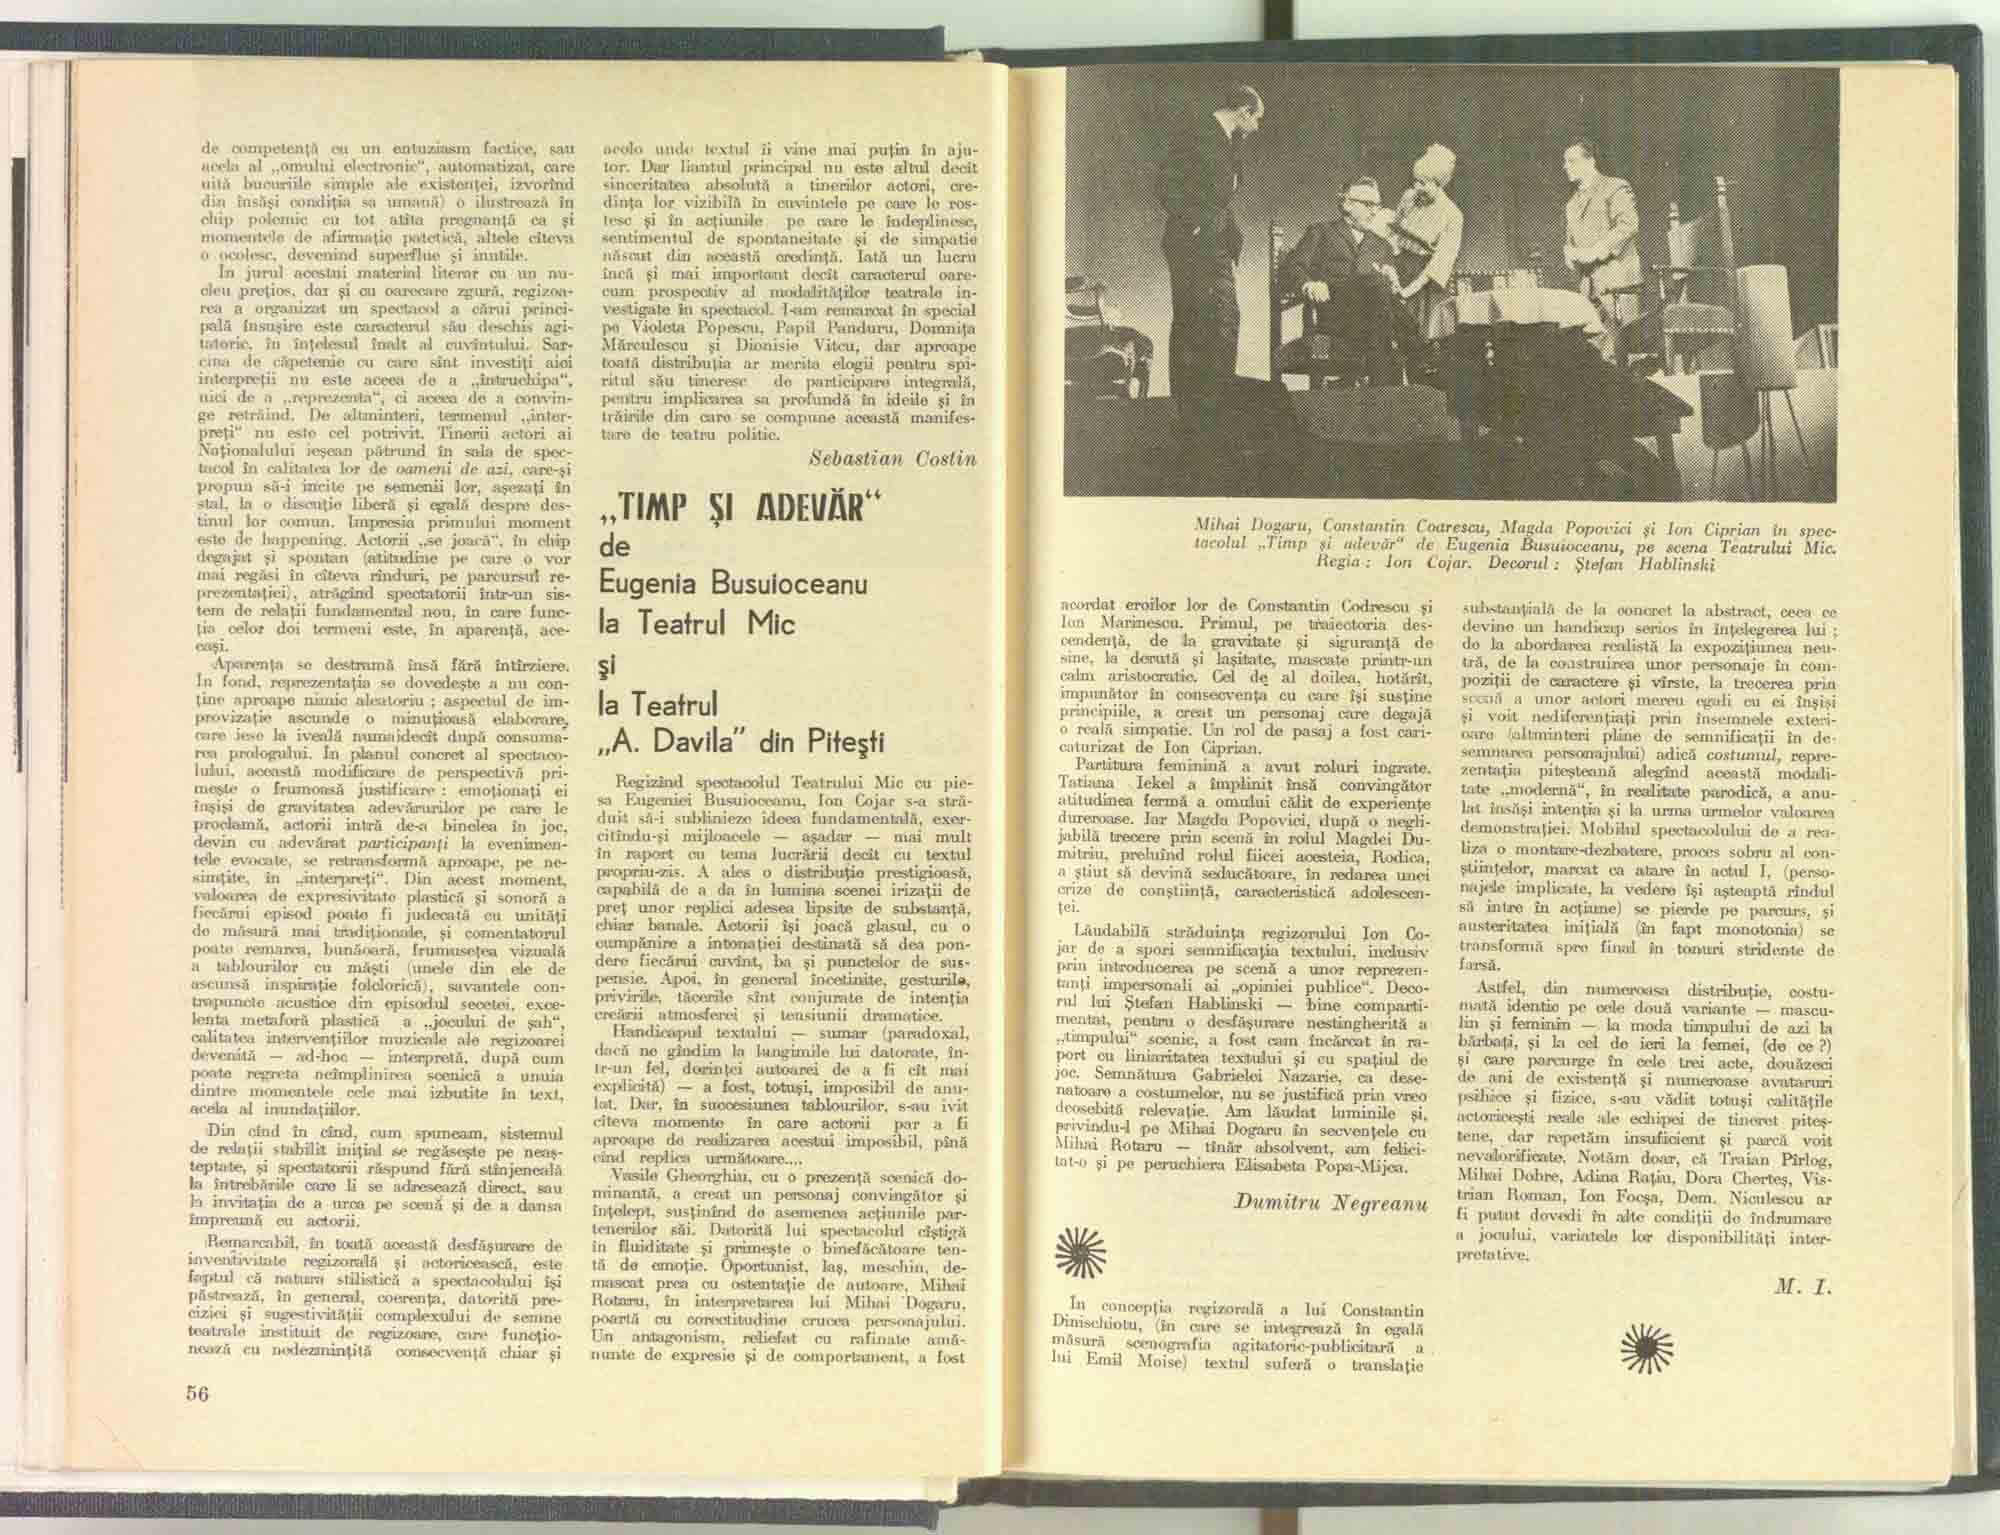 de competență cu un entuziasm factice, sau
acela al „omului electronic“, automatizat, care
uită bucuriile simple ale existenței, izvorînd
din însăși condiția sa umană) o ilustrează în
chip polemic cu tot atîta pregnanță ca și
momentele de afirmație patetică, altele cîteva
o ocolesc, devenind superflue și inutile.
In jurul acestui material literar cu un nu-
cleu prețios, dar și cu oarecare zgură, regizoa-
rea a organizat un spectacol a cărui princi-
pală însușire este caracterul său deschis agi-
tatoric, în înțelesul înalt al cuvîntului. Sar-
cina de căpetenie cu care sînt investiți aici
interpreții nu este aceea de a „întruchipa“,
nici de a „reprezenta“, ci aceea de a convin-
ge retrăind. De altminteri, termenul „inter-
preți“ nu este cel potrivit. Tinerii actori ai
Naționalului ieșean pătrund în sala de spec-
tacol în calitatea lor de oameni de azi, care-și
propun să-i incite pe semenii lor, așezați în
stal, la o discuție liberă și egală despre des-
tinul lor comun. Impresia primului moment
este de happening. Actorii „se joacă“, în chip
degajat și spontan (atitudine pe care o vor
mai regăsi în cîteva rînduri, pe parcursul re-
prezentației), atrăgînd spectatorii într-un sis-
tem de relații fundamental nou, în care func-
ția celor doi termeni este, în aparență, ace-
eași.
Aparența se destramă însă fără întîrziere.
In fond, reprezentația se dovedește a nu con-
ține aproape nimic aleatoriu ; aspectul de im-
provizație ascunde o minuțioasă elaborare,
care iese la iveală numaidecît după consuma-
rea prologului. In planul concret al spectaco-
lului, această modificare de perspectivă pri-
mește o frumoasă justificare : emoționați ei
înșiși de gravitatea adevărurilor pe care le
proclamă, actorii intră de-a binelea în joc,
devin cu adevărat participanți la evenimen-
tele evocate, se retransformă aproape, pe ne-
simțite, în „interpreți“. Din acest moment,
valoarea de expresivitate plastică și sonoră a
fiecărui episod poate fi judecată cu unități
de măsură mai tradiționale, și comentatorul
poate remarca, bunăoară, frumusețea vizuală
a tablourilor cu măști (unele din ele de
ascunsă inspirație folclorică), savantele con-
trapuncte acustice din episodul secetei, exce-
lenta metaforă plastică a „jocului de șah“,
calitatea intervențiilor muzicale ale regizoarei
devenită — ad-hoc — interpretă, după cum
poate regreta neîmplinirea scenică a unuia
dintre momentele cele mai izbutite în text,
acela al inundațiilor.
Din cînd în cînd, cum spuneam, sistemul
de relații stabilit inițial se regăsește pe neaș-
teptate, și spectatorii răspund fără stînjeneală
la întrebările care li se adresează direct, sau
la invitația de a urca pe scenă și de a dansa
împreună cu actorii.
Remarcabil, în toată această desfășurare de
inventivitate regizorală și actoricească, este
faptul că natura stilistică a spectacolului își
păstrează, în general, coerența, datorită pre-
ciziei și sugestivității complexului de semne
teatrale instituit de regizoare, care funcțio-
nează cu nedezmințită consecvență chiar și
56
acolo unde textul îi vine mai puțin în aju-
tor. Dar liantul principal nu este altul decît
sinceritatea absolută a tinerilor actori, cre-
dința lor vizibilă în cuvintele pe care le ros-
tesc și în acțiunile pe care le îndeplinesc,
sentimentul de spontaneitate și de simpatie
născut din această credință. Iată un lucru
încă și mai important decît caracterul oare-
cum prospectiv al modalităților teatrale in-
vestigate în spectacol. I-am remarcat în special
pe Violeta Popescu, Papil Panduru, Domnița
Mărculescu și Dionisie Vitcu, dar aproape
toată distribuția ar merita elogii pentru spi-
ritul său tineresc de participare integrală,
pentru implicarea sa profundă în ideile și în
trăirile din care se compune această manifes-
tare de teatru politic.
Sebastian Costin
„TIMP ȘI ADEVĂR“
de
Eugenia Busuioceanu
la Teatrul Mic
și
la Teatrul
„A. Davila” din Pitești
Regizînd spectacolul Teatrului Mic cu pie-
sa Eugeniei Busuioceanu, Ion Cojar s-a stră-
duit să-i sublinieze ideea fundamentală, exer-
citîndu-și mijloacele — așadar — mai mult
în raport cu tema lucrării decît cu textul
propriu-zis. A ales o distribuție prestigioasă,
capabilă de a da în lumina scenei irizații de
preț unor replici adesea lipsite de substanță,
chiar banale. Actorii își joacă glasul, cu o
cumpănire a intonației destinată să dea pon-
dere fiecărui cuvînt, ba și punctelor de sus-
pensie. Apoi, în general încetinite, gesturile,
privirile, tăcerile sînt conjurate de intenția
creării atmosferei și tensiunii dramatice.
Handicapul textului — sumar (paradoxal,
dacă ne gîndim la lungimile lui datorate, în-
tr-un fel, dorinței autoarei de a fi cît mai
explicită) — a fost, totuși, imposibil de anu-
lat. Dar, în succesiunea tablourilor, s-au ivit
cîteva momente în care actorii par a fi
aproape de realizarea acestui imposibil, pînă
cînd replica următoare....
Vasile Gheorghiu, cu o prezență scenică do-
minantă, a creat un personaj convingător și
înțelept, susținînd de asemenea acțiunile par-
tenerilor săi. Datorită lui spectacolul cîștigă
în fluiditate și primește o binefăcătoare ten-
tă de emoție. Oportunist, laș, meschin, de-
mascat prea cu ostentație de autoare, Mihai
Rotaru, în interpretarea lui Mihai Dogaru,
poartă cu corectitudine crucea personajului.
Un antagonism, reliefat cu rafinate amă-
nunte de expresie și de comportament, a fost
Mihai Dogaru, Constantin Coarescu, Magda Popovici și Ion Ciprian în spec-
tacolul „Timp și adevăr“ de Eugenia Busuioceanu, pe scena Teatrului Mic.
Regia : Ion Cojar. Decorul : Ștefan Hablinski
acordat eroilor lor de Constantin Codrescu și
Ion Marinescu. Primul, pe traiectoria des-
cendență, de la gravitate și siguranță de
sine, la derută și lașitate, mascate printr-un
calm aristocratic. Cel de al doilea, hotărît,
impunător în consecvența cu care își susține
principiile, a creat un personaj care degajă
o reală simpatie. Un rol de pasaj a fost cari-
caturizat de Ion Ciprian.
Partitura feminină a avut roluri ingrate.
Tatiana Iekel a împlinit însă convingător
atitudinea fermă a omului călit de experiențe
dureroase. Iar Magda Popovici, după o negli-
jabilă trecere prin scenă în rolul Magdei Du-
mitriu, preluînd rolul fiicei acesteia, Rodica,
a știut să devină seducătoare, în redarea unei
crize de conștiință, caracteristică adolescen-
ței.
Lăudabilă străduința regizorului Ion Co-
jar de a spori semnificația textului, inclusiv
prin introducerea pe scenă a unor reprezen-
tanți impersonali ai „opiniei publice“. Deco-
rul lui Ștefan Hablinski — bine comparti-
mentat, pentru o desfășurare nestingherită a
„timpului“ scenic, a fost cam încărcat în ra-
port cu liniaritatea textului și cu spațiul de
joc. Semnătura Gabrielei Nazarie, ca dese-
natoare a costumelor, nu se justifică prin vreo
deosebită relevație. Am lăudat luminile și,
privindu-l pe Mihai Dogaru în secvențele cu
Mihai Rotaru — tînăr absolvent, am felici-
tat-o și pe peruchiera Elisabeta Popa-Mijea.
Dumitru Negreanu
In concepția regizorală a lui Constantin
Dinischiotu, (în care se integrează în egală
măsură scenografia agitatoric-publicitară a
lui Emil Moise) textul suferă o translație
substanțială de la concret la abstract, ceea ce
devine un handicap serios în înțelegerea lui ;
de la abordarea realistă la expozițiunea neu-
tră, de la construirea unor personaje în com-
poziții de caractere și vîrste, la trecerea prin
scenă a unor actori mereu egali cu ei înșiși
și voit nediferențiați prin însemnele exteri-
oare (altminteri pline de semnificații în de-
semnarea personajului) adică costumul, repre-
zentația piteșteană alegînd această modali-
tate „modernă“, în realitate parodică, a anu-
lat însăși intenția și la urma urmelor valoarea
demonstrației. Mobilul spectacolului de a rea-
liza o montare-dezbatere, proces sobru al con-
știintelor, marcat ca atare în actul I, (perso-
najele implicate, la vedere își așteaptă rîndul
să intre în acțiune) se pierde pe parcurs, și
austeritatea inițială (în fapt monotonia) se
transformă spre final în tonuri stridente de
farsă.
Astfel, din numeroasa distribuție, costu-
mată identic pe cele două variante — mascu-
lin și feminin — la moda timpului de azi la
bărbați, și la cel de ieri la femei, (de ce ?)
și care parcurge în cele trei acte, douăzeci
de ani de existență și numeroase avataruri
psihice și fizice, s-au vădit totuși calitățile
actoricești reale ale echipei de tineret piteș-
tene, dar repetăm insuficient și parcă voit
nevalorificate. Notăm doar, că Traian Pîrlog,
Mihai Dobre, Adina Rațiu, Dora Cherteș, Vis-
trian Roman, Ion Focșa, Dem. Niculescu ar
fi putut dovedi în alte condiții de îndrumare
a jocului, variatele lor disponibilități inter-
pretative.
M. I.